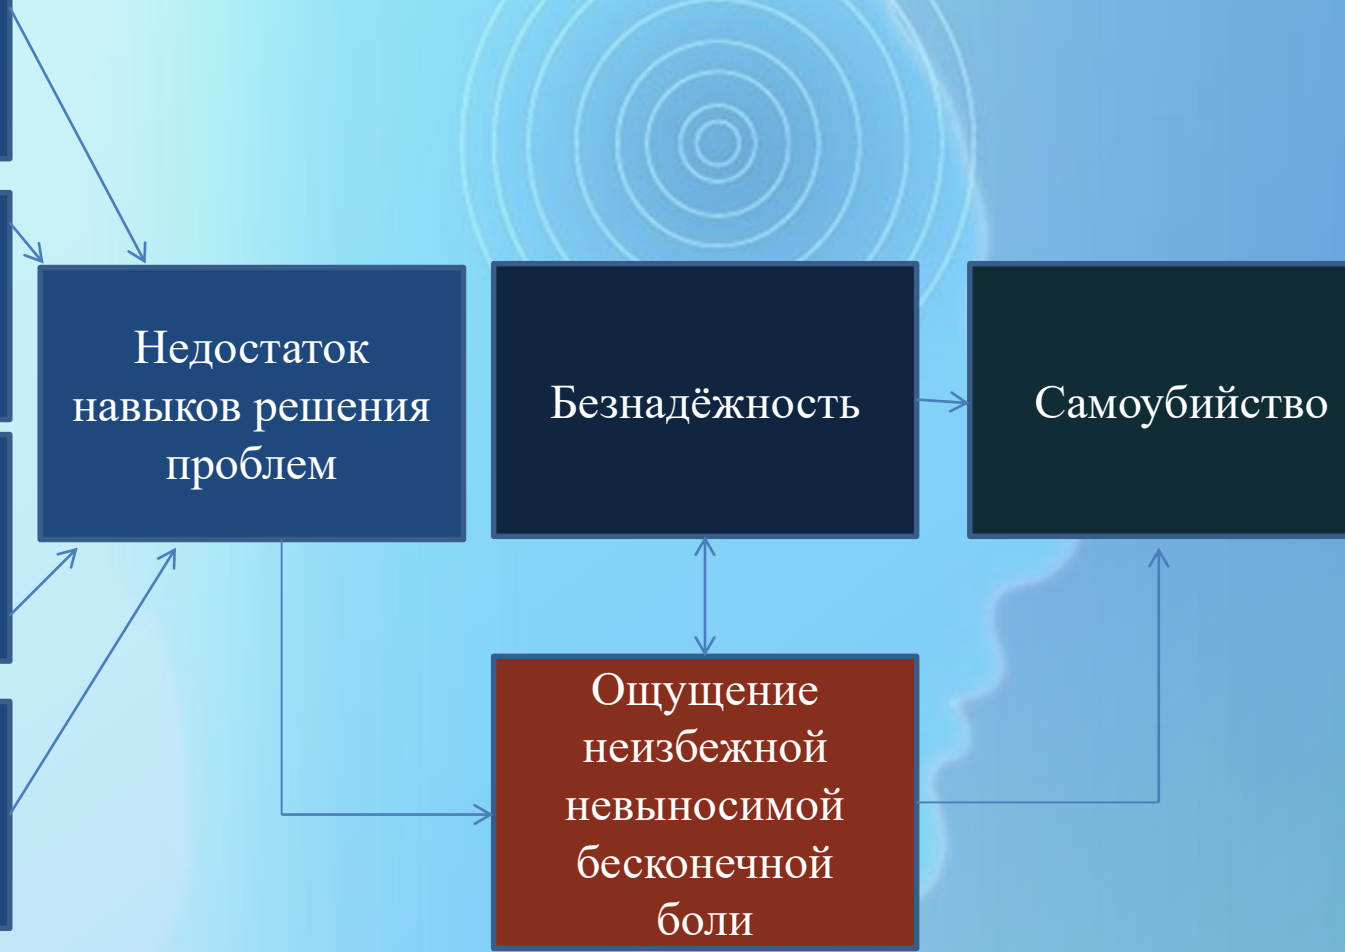 Недостаток
навыков решения
проблем
Безнадёжность
Самоубийство
Ощущение
неизбежной
невыносимой
бесконечной
боли